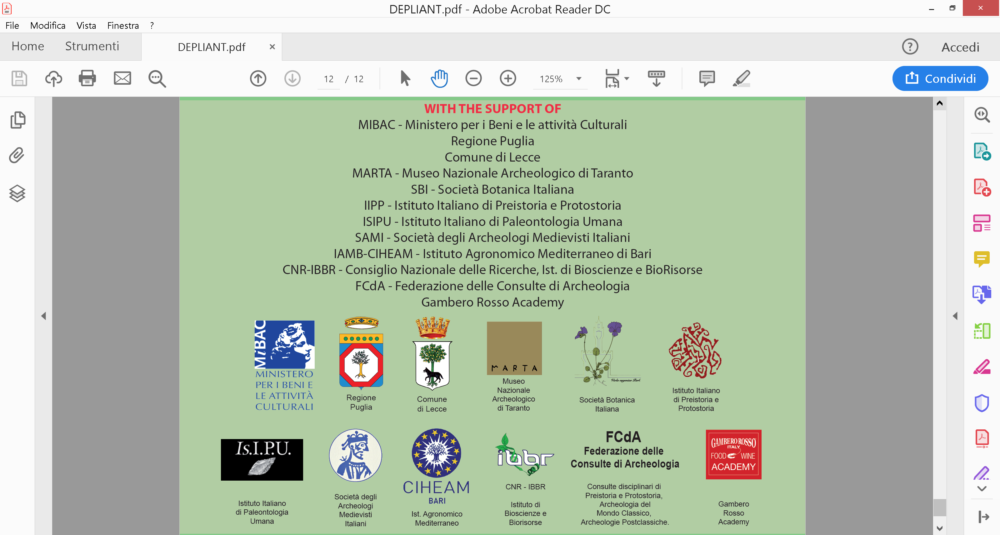 DEPLIANT.pdf - Adobe Acrobat Reader DC
File Modifica Vista Finestra ?
Home Strumenti DEPLIANT.pdf × ? Accedi
12 / 12 125% Condividi
WITH THE SUPPORT OF
MIBAC - Ministero per i Beni e le attività Culturali
Regione Puglia
Comune di Lecce
MARTA - Museo Nazionale Archeologico di Taranto
SBI - Società Botanica Italiana
IIPP - Istituto Italiano di Preistoria e Protostoria
ISIPU - Istituto Italiano di Paleontologia Umana
SAMI - Società degli Archeologi Medievisti Italiani
IAMB-CIHEAM - Istituto Agronomico Mediterraneo di Bari
CNR-IBBR - Consiglio Nazionale delle Ricerche, Ist. di Bioscienze e BioRisorse
FCdA - Federazione delle Consulte di Archeologia
Gambero Rosso Academy
MiBAC
MINISTERO
PER I BENI E
LE ATTIVITÀ
CULTURALI
Regione
Puglia
Comune
di Lecce
MARTA
Museo
Nazionale
Archeologico
di Taranto
Viola eugeniae Parl.
Società Botanica
Italiana
Istituto Italiano
di Preistoria e
Protostoria
Is.I.P.U.
Istituto Italiano
di Paleontologia
Umana
Società degli
Archeologi
Medievisti
Italiani
CIHEAM
BARI
Ist. Agronomico
Mediterraneo
ibbr
CNR - IBBR
Istituto di
Bioscienze e
Biorisorse
FCdA
Federazione delle
Consulte di Archeologia
Consulte disciplinari di
Preistoria e Protostoria,
Archeologia del
Mondo Classico,
Archeologie Postclassiche.
GAMBERO ROSSO
ITALY
FOOD WINE
ACADEMY
Gambero
Rosso
Academy